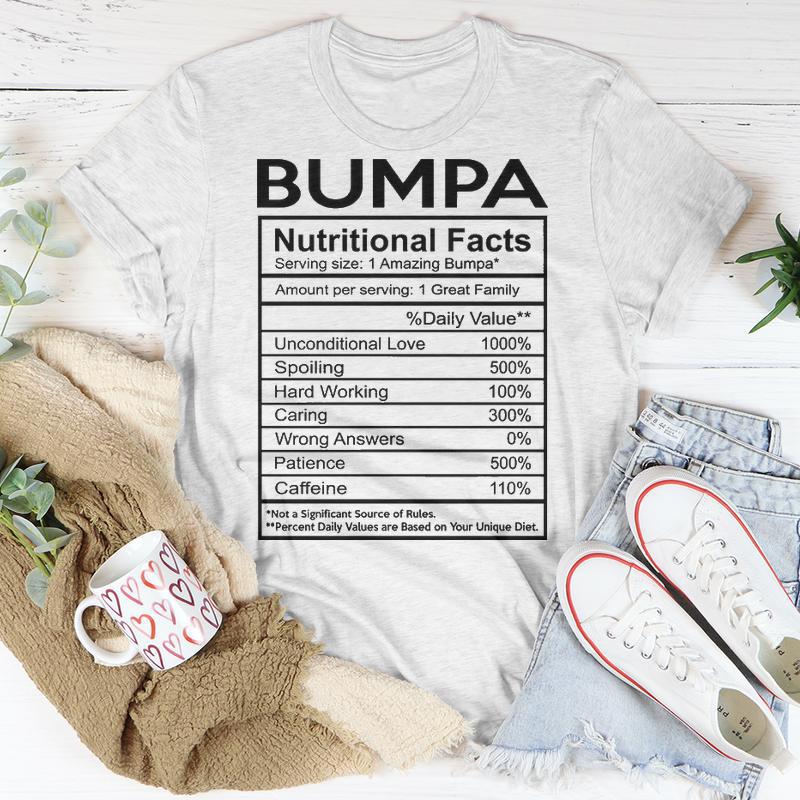 BUMPA
Nutritional Facts
Serving size: 1 Amazing Bumpa*
Amount per serving: 1 Great Family
%Daily Value**
Unconditional Love 1000%
Spoiling 500%
Hard Working 100%
Caring 300%
Wrong Answers 0%
Patience 500%
Caffeine 110%
*Not a Significant Source of Rules.
**Percent Daily Values are Based on Your Unique Diet.